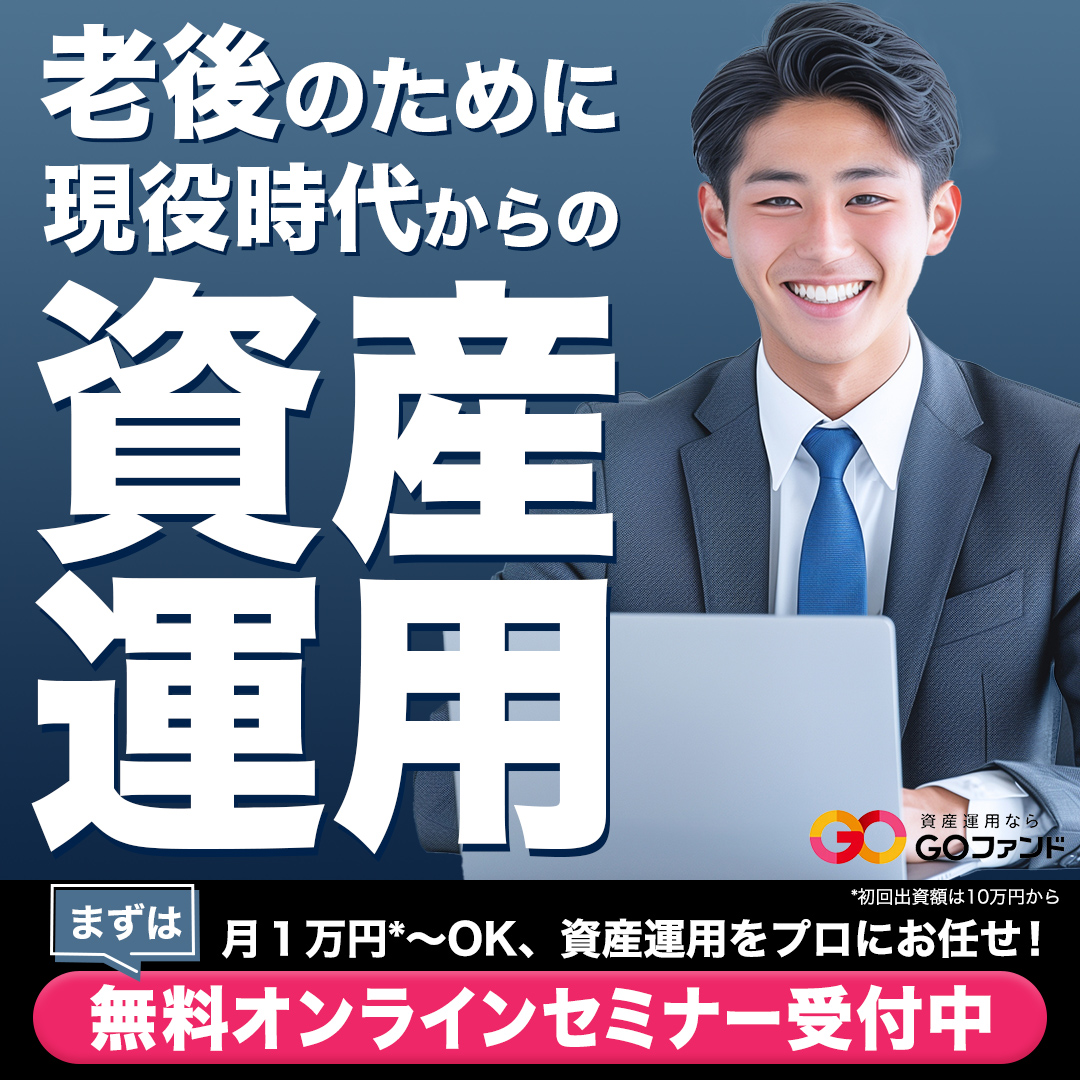 老後のために
現役時代からの
資産
運用
資産運用なら
GOファンド
*初回出資額は10万円から
まずは
月1万円*〜OK、資産運用をプロにお任せ!
無料オンラインセミナー受付中